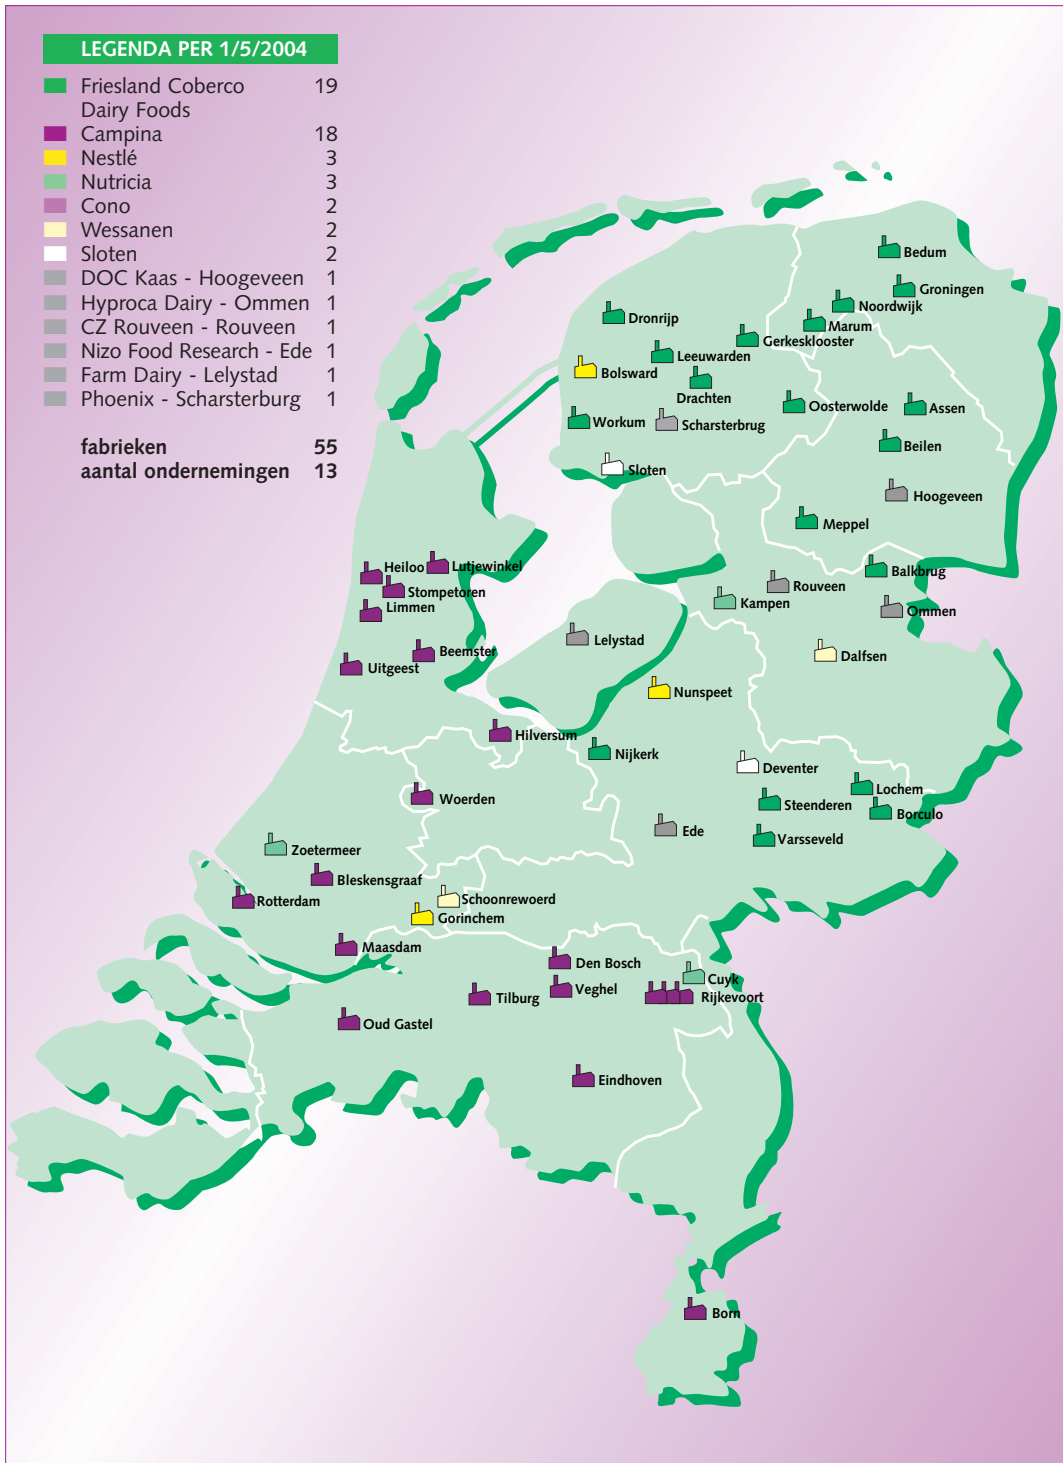 LEGENDA PER 1/5/2004
Friesland Coberco 19
Dairy Foods
Campina 18
Nestlé 3
Nutricia 3
Cono 2
Wessanen 2
Sloten 2
DOC Kaas - Hoogeveen 1
Hyproca Dairy - Ommen 1
CZ Rouveen - Rouveen 1
Nizo Food Research - Ede 1
Farm Dairy - Lelystad 1
Phoenix - Scharsterburg 1
fabrieken 55
aantal ondernemingen 13
Bedum
Groningen
Noordwijk
Dronrijp
Marum
Gerkesklooster
Leeuwarden
Bolsward
Drachten
Oosterwolde
Assen
Workum
Scharsterbrug
Beilen
Sloten
Hoogeveen
Meppel
Heiloo
Lutjewinkel
Balkbrug
Stompetoren
Rouveen
Kampen
Limmen
Ommen
Lelystad
Beemster
Dalfsen
Uitgeest
Nunspeet
Hilversum
Nijkerk
Deventer
Lochem
Woerden
Steenderen
Borculo
Ede
Varsseveld
Zoetermeer
Bleskensgraaf
Rotterdam
Schoonrewoerd
Gorinchem
Maasdam
Den Bosch
Cuyk
Veghel
Tilburg
Rijkevoort
Oud Gastel
Eindhoven
Born